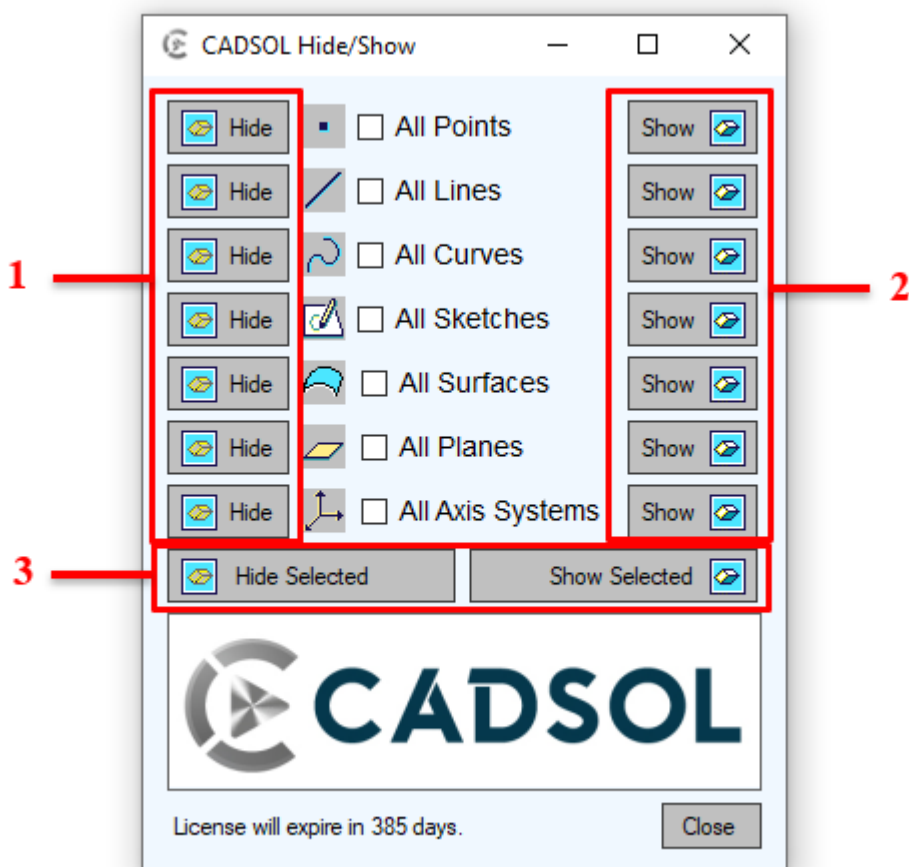 CADSOL Hide/Show
Hide All Points Show
Hide All Lines Show
Hide All Curves Show
1 2
Hide All Sketches Show
Hide All Surfaces Show
Hide All Planes Show
Hide All Axis Systems Show
3 Hide Selected Show Selected
CADSOL
License will expire in 385 days. Close